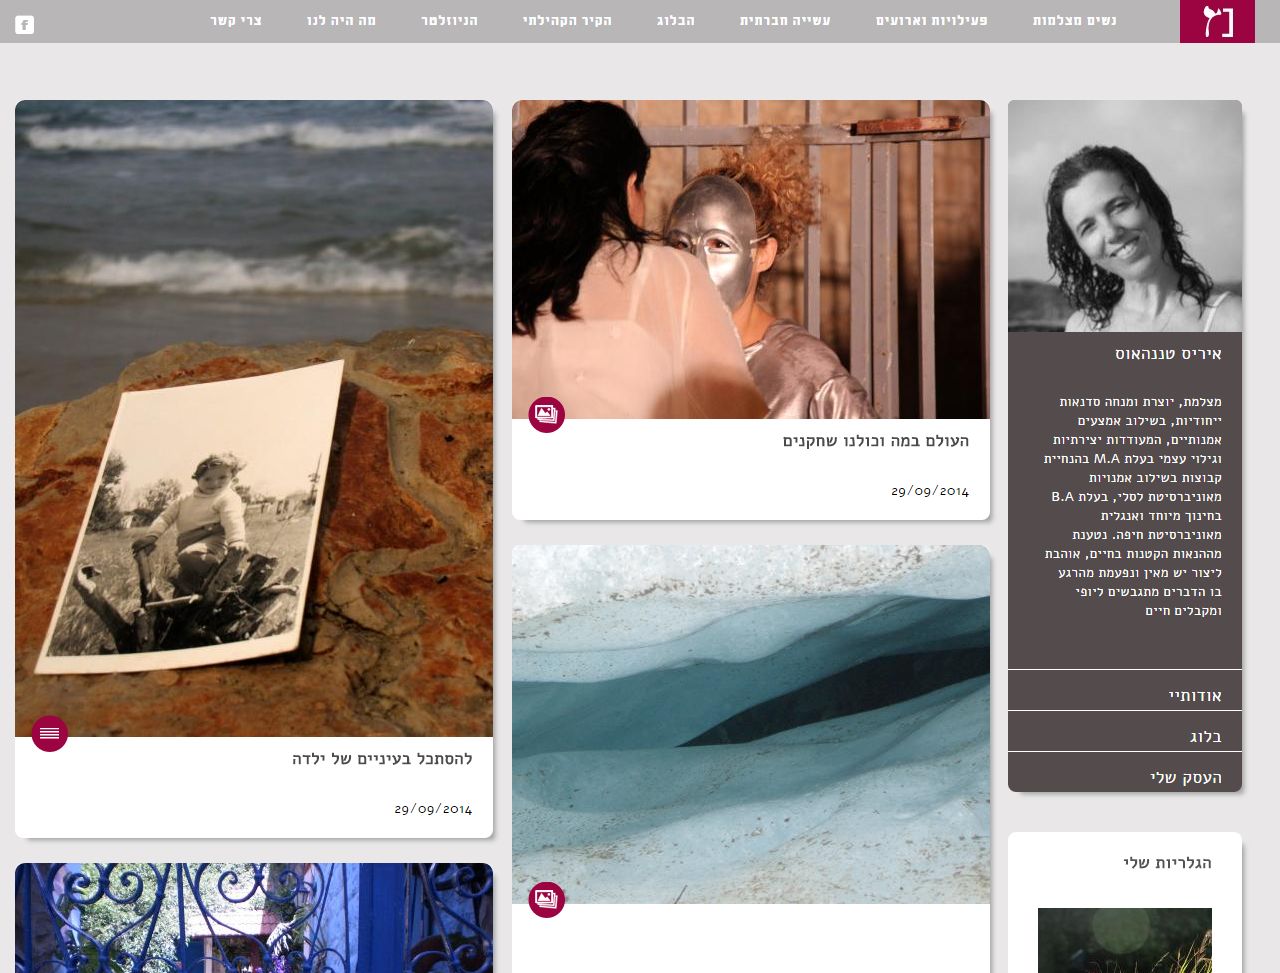 נשים מצלמות
פעילויות וארועים
עשייה חברתית
הבלוג
הקיר הקהילתי
הניוזלטר
מה היה לנו
צרי קשר
איריס טננהאוס
מצלמת, יוצרת ומנחה סדנאות
ייחודיות, בשילוב אמצעים
אמנותיים, המעודדות יצירתיות
וגילוי עצמי בעלת M.A בהנחיית
קבוצות בשילוב אמנויות
מאוניברסיטת לסלי, בעלת B.A
בחינוך מיוחד ואנגלית
מאוניברסיטת חיפה. נטענת
מההנאות הקטנות בחיים, אוהבת
ליצור יש מאין ונפעמת מהרגע
בו הדברים מתגבשים ליופי
ומקבלים חיים
אודותיי
בלוג
העסק שלי
הגלריות שלי
העולם במה וכולנו שחקנים
29/09/2014
להסתכל בעיניים של ילדה
29/09/2014